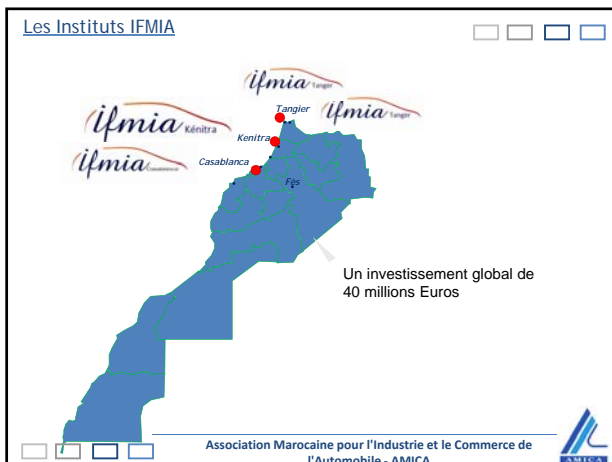 Les Instituts IFMIA
ifmia Tanger
ifmia Kénitra
ifmia Tanger
Tangier
Kenitra
ifmia Casablanca
Casablanca
Fès
Un investissement global de
40 millions Euros
Association Marocaine pour l'Industrie et le Commerce de
l'Automobile - AMICA
AMICA